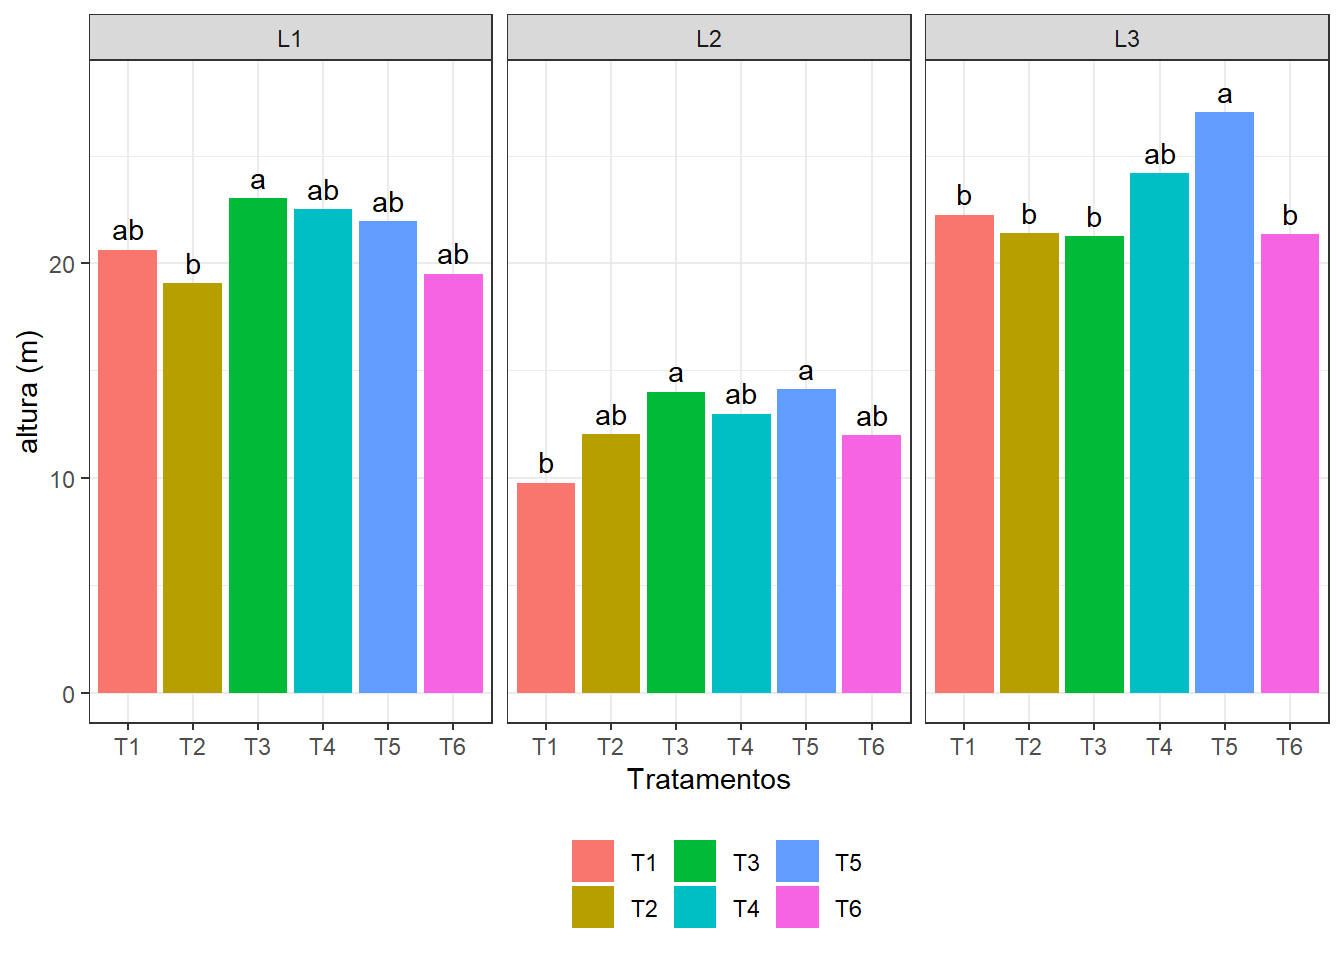 L1 L2 L3
a
a ab
ab a ab ab b b b b
b ab
20
a ab a
ab ab
altura (m)
b
10
0
T1 T2 T3 T4 T5 T6 T1 T2 T3 T4 T5 T6 T1 T2 T3 T4 T5 T6
Tratamentos
T1 T3 T5
T2 T4 T6